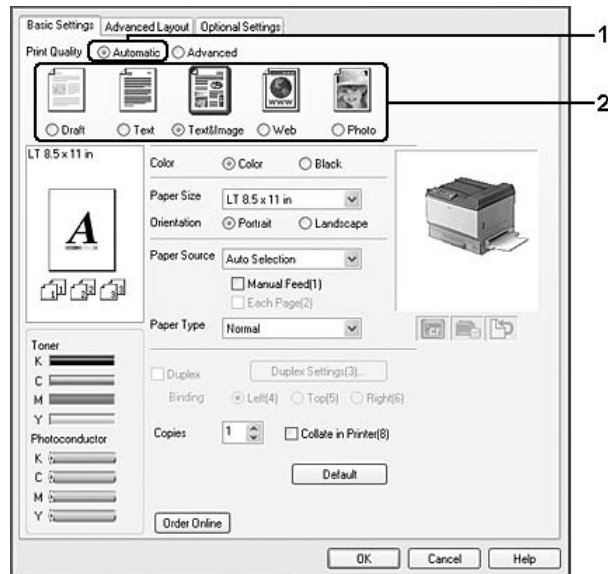 Basic Settings Advanced Layout Optional Settings
Print Quality Automatic Advanced 1
2
Draft Text Text&Image Web Photo
LT 8.5 x 11 in
Color Color Black
Paper Size LT 8.5 x 11 in
Orientation Portrait Landscape
A
Paper Source Auto Selection
Manual Feed(1)
Each Page(2)
Paper Type Normal
Toner
K
C
M
Y
Photoconductor
K
C
M
Y
Duplex Duplex Settings(3)...
Binding Left(4) Top(5) Right(6)
Copies 1 Collate in Printer(8)
Default
Order Online
OK Cancel Help